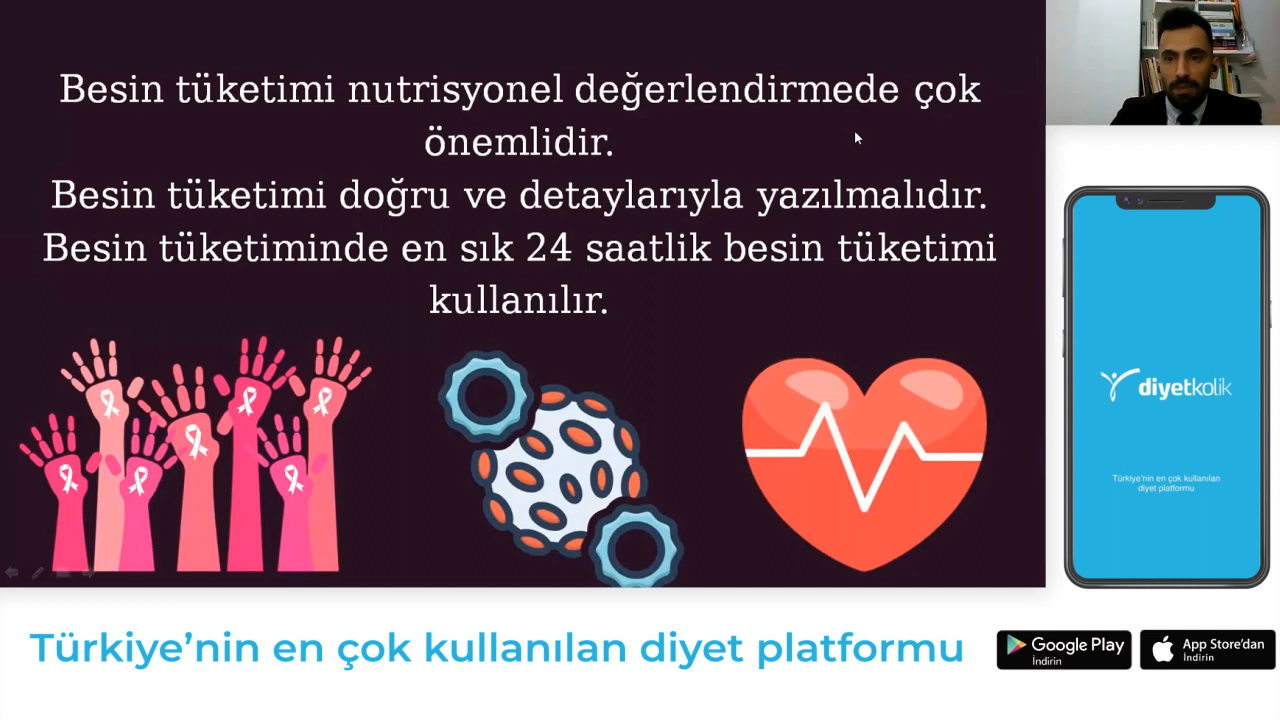 Besin tüketimi nutrisyonel değerlendirmede çok
önemlidir.
Besin tüketimi doğru ve detaylarıyla yazılmalıdır.
Besin tüketiminde en sık 24 saatlik besin tüketimi
kullanılır.
diyetkolik
Türkiye'nin en çok kullanılan
diyet platformu
Türkiye’nin en çok kullanılan diyet platformu
Google Play
İndirin
App Store’dan
İndirin